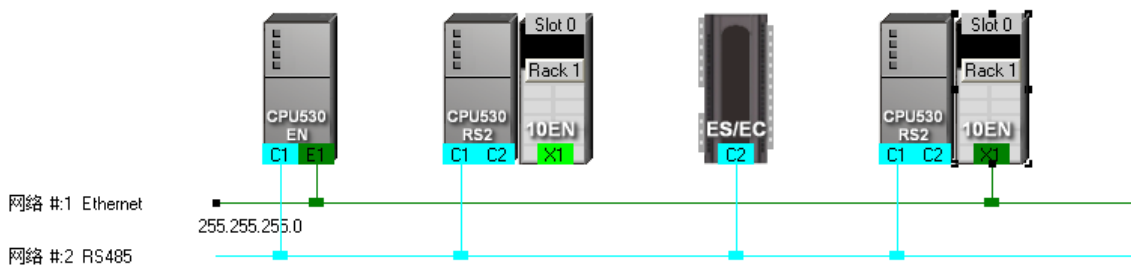 Slot 0
Slot 0
Rack 1
Rack 1
CPU530
EN
CPU530
RS2
10EN
ES/EC
CPU530
RS2
10EN
C1 E1
C1 C2
X1
C2
C1 C2
X1
网络 #:1 Ethernet
255.255.255.0
网络 #:2 RS485